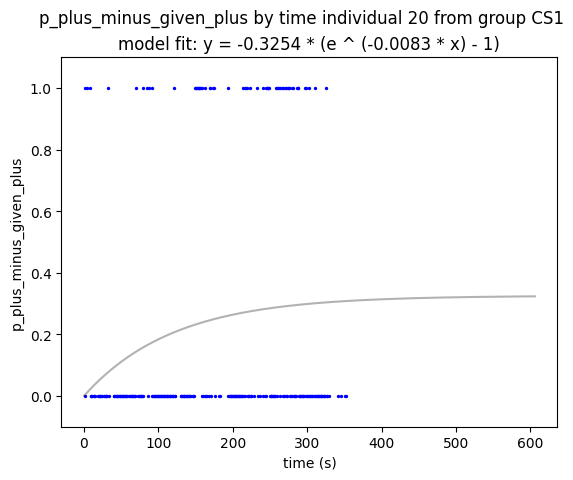 p_plus_minus_given_plus by time individual 20 from group CS1
model fit: y = -0.3254 * (e ^ (-0.0083 * x) - 1)
1.0
0.8
0.6
0.4
0.2
0.0
p_plus_minus_given_plus
0 100 200 300 400 500 600
time (s)